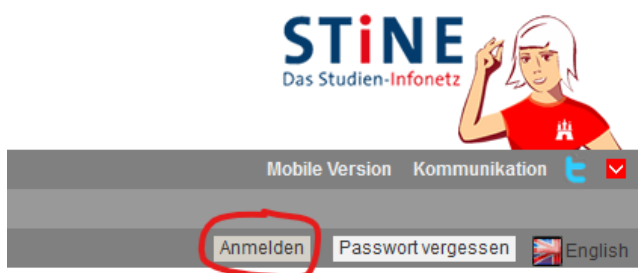 STiNE
Das Studien-Infonetz
Mobile Version Kommunikation
Anmelden Passwort vergessen English